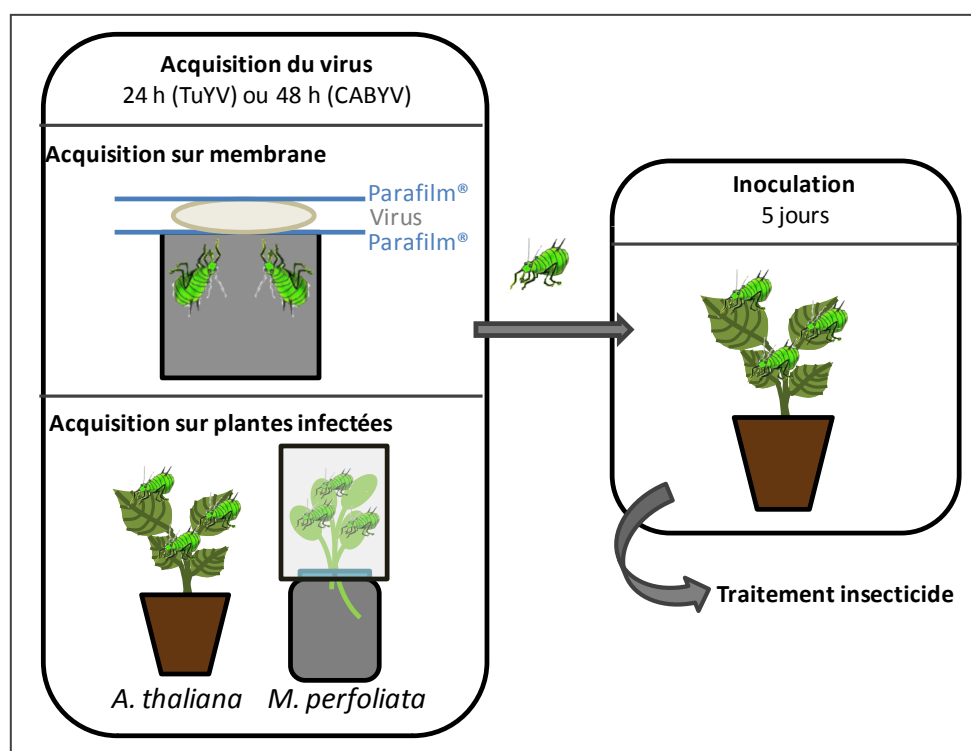 Acquisition du virus
24 h (TuYV) ou 48 h (CABYV)
Acquisition sur membrane
Parafilm®
Virus
Parafilm®
Acquisition sur plantes infectées
A. thaliana
M. perfoliata
Inoculation
5 jours
Traitement insecticide